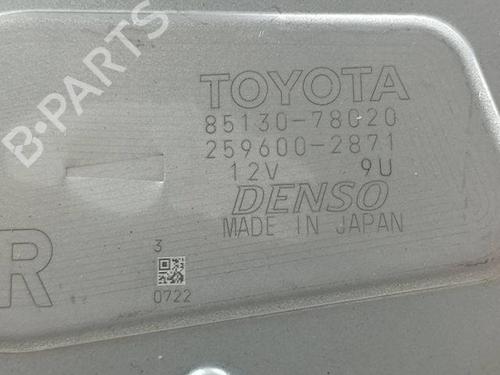 B-PARTS
TOYOTA
85130-78020
259600-2871
12V 9U
DENSO
MADE IN JAPAN
3
R
0722